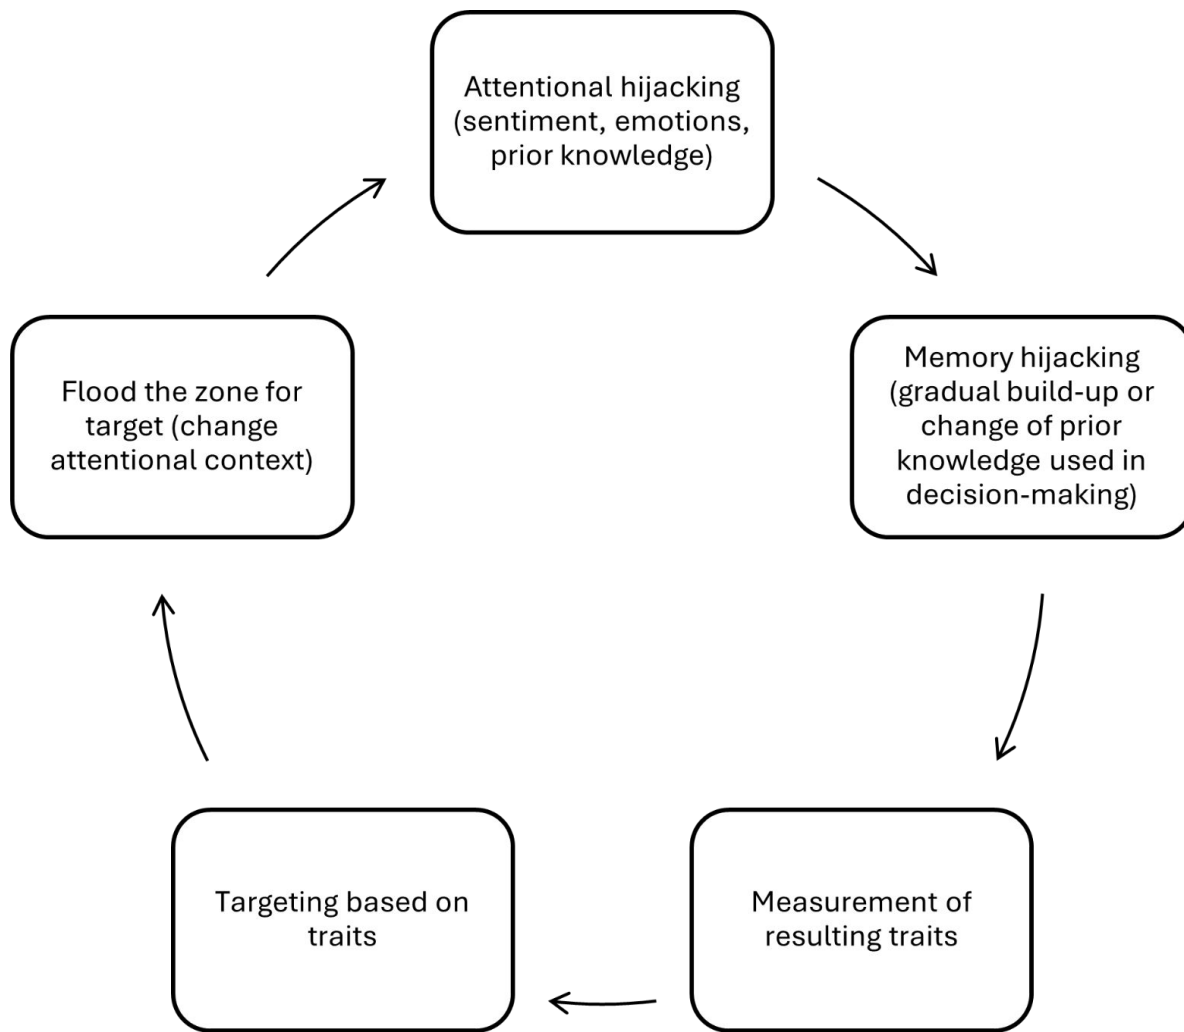 Attentional hijacking
(sentiment, emotions,
prior knowledge)
Memory hijacking
(gradual build-up or
change of prior
knowledge used in
decision-making)
Measurement of
resulting traits
Targeting based on
traits
Flood the zone for
target (change
attentional context)